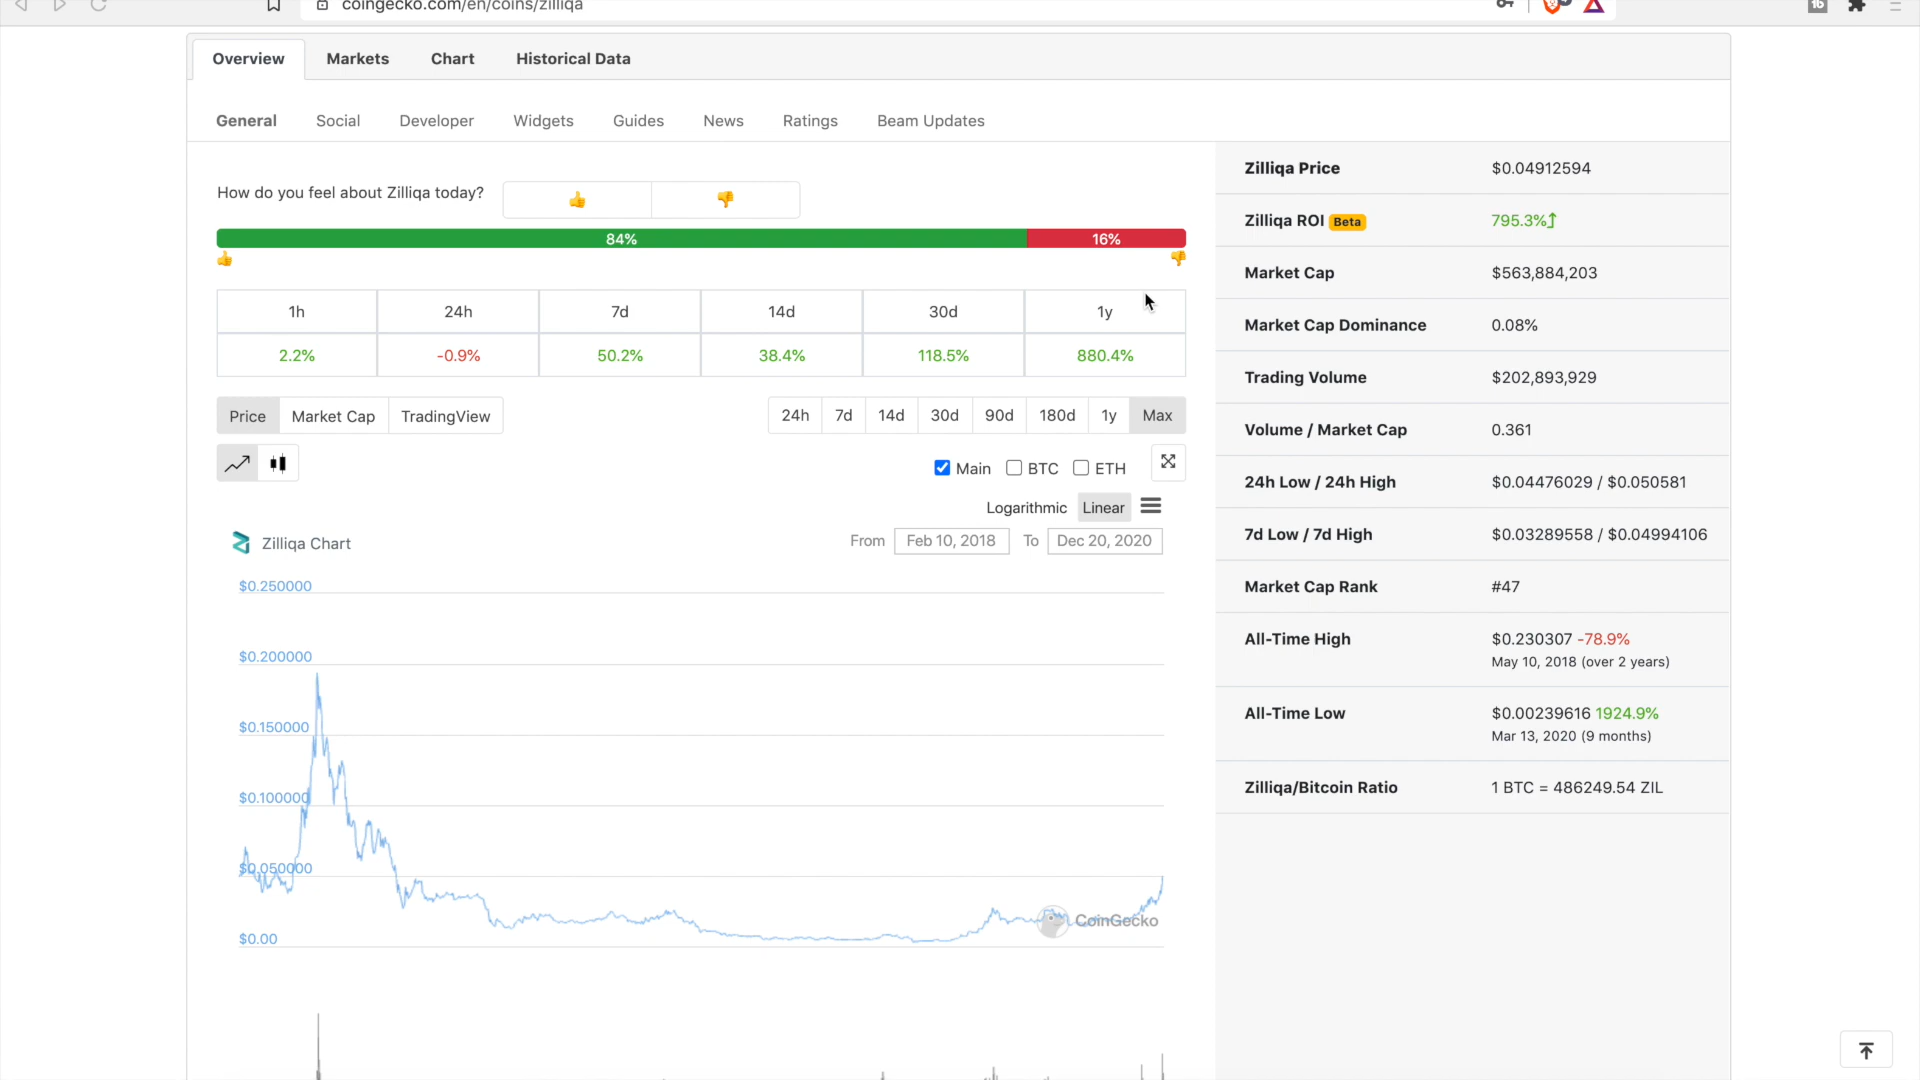 coingecko.com/en/coins/zilliqa
Overview Markets Chart Historical Data
General Social Developer Widgets Guides News Ratings Beam Updates
How do you feel about Zilliqa today?
84% 16%
1h 24h 7d 14d 30d 1y
2.2% -0.9% 50.2% 38.4% 118.5% 880.4%
Price Market Cap TradingView
24h 7d 14d 30d 90d 180d 1y Max
Main BTC ETH
Logarithmic Linear
Zilliqa Chart
From Feb 10, 2018 To Dec 20, 2020
$0.250000
$0.200000
$0.150000
$0.100000
$0.050000
$0.00
CoinGecko
Zilliqa Price $0.04912594
Zilliqa ROI Beta 795.3%
Market Cap $563,884,203
Market Cap Dominance 0.08%
Trading Volume $202,893,929
Volume / Market Cap 0.361
24h Low / 24h High $0.04476029 / $0.050581
7d Low / 7d High $0.03289558 / $0.04994106
Market Cap Rank #47
All-Time High $0.230307 -78.9%
May 10, 2018 (over 2 years)
All-Time Low $0.00239616 1924.9%
Mar 13, 2020 (9 months)
Zilliqa/Bitcoin Ratio 1 BTC = 486249.54 ZIL